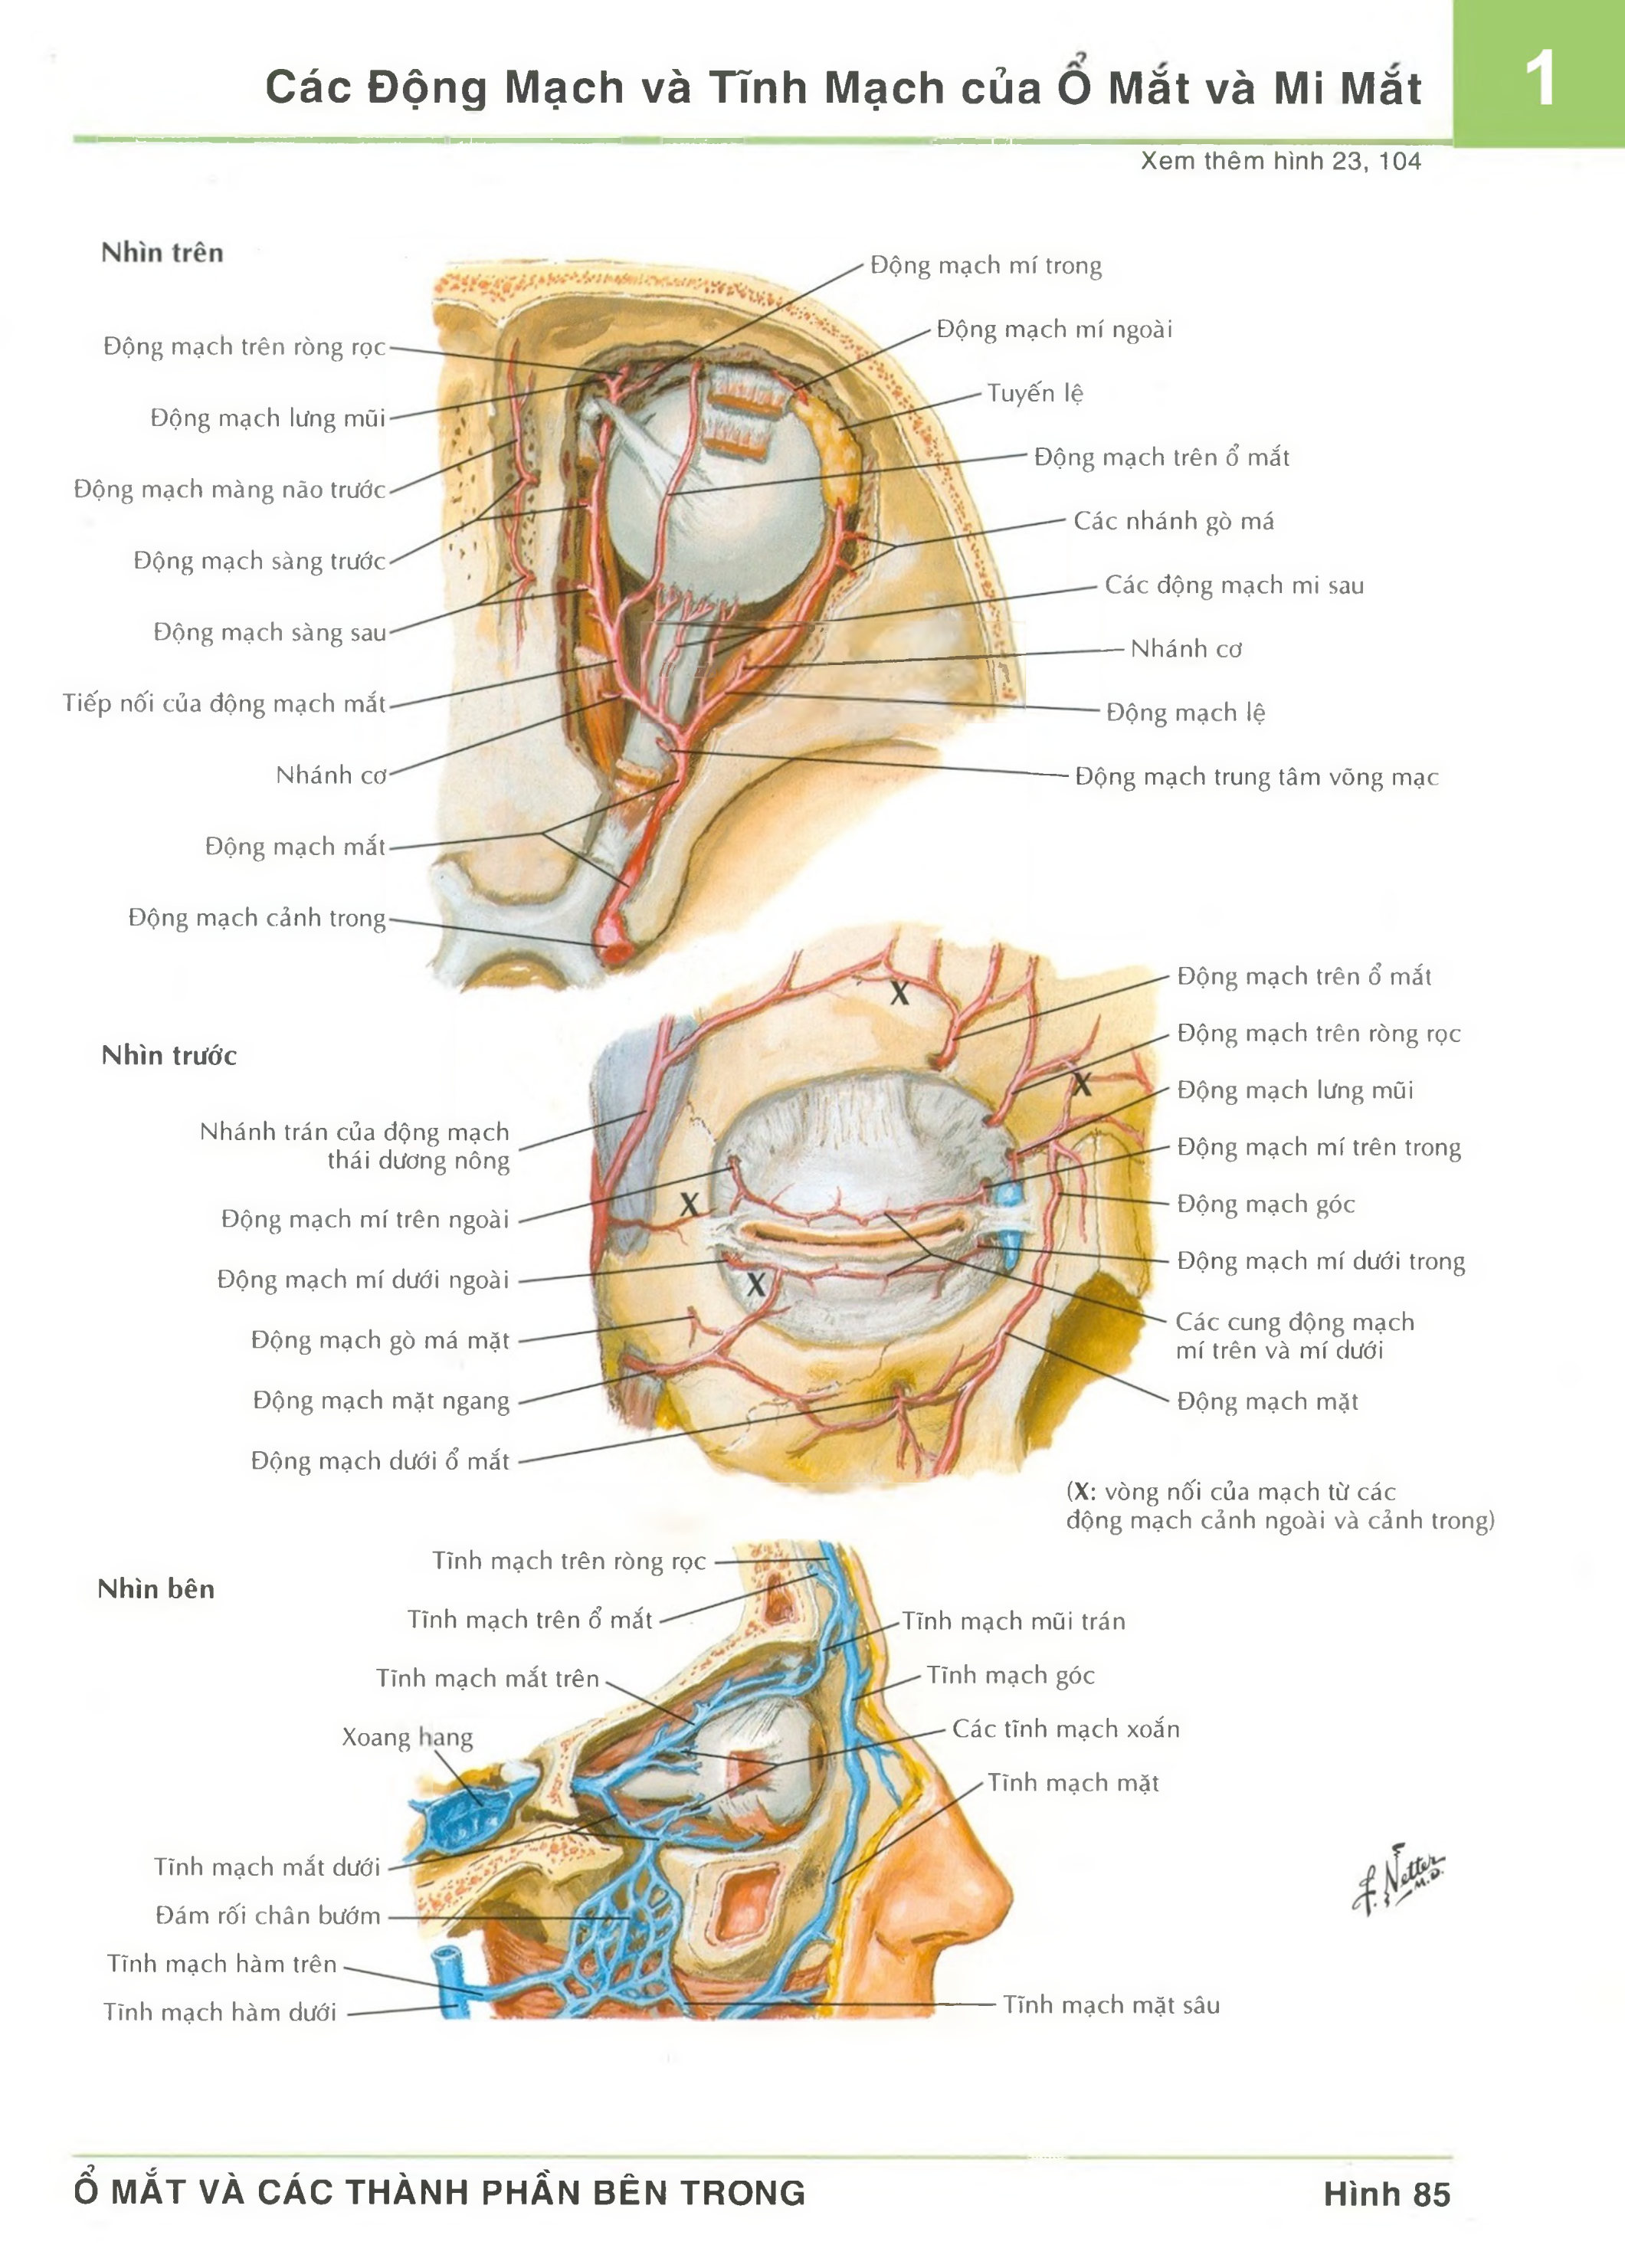 Các Động Mạch và Tĩnh Mạch của Ổ Mắt và Mi Mắt
1
Xem thêm hình 23, 104
Nhìn trên
Động mạch trên ròng rọc
Động mạch lưng mũi
Động mạch màng não trước
Động mạch sàng trước
Động mạch sàng sau
Tiếp nối của động mạch mắt
Nhánh cơ
Động mạch mắt
Động mạch cảnh trong
Động mạch mí trong
Động mạch mí ngoài
Tuyến lệ
Động mạch trên ổ mắt
Các nhánh gò má
Các động mạch mi sau
Nhánh cơ
Động mạch lệ
Động mạch trung tâm võng mạc
Nhìn trước
Nhánh trán của động mạch
thái dương nông
Động mạch mí trên ngoài
Động mạch mí dưới ngoài
Động mạch gò má mặt
Động mạch mặt ngang
Động mạch dưới ổ mắt
X
X
X
X
Động mạch trên ổ mắt
Động mạch trên ròng rọc
Động mạch lưng mũi
Động mạch mí trên trong
Động mạch góc
Động mạch mí dưới trong
Các cung động mạch
mí trên và mí dưới
Động mạch mặt
(X: vòng nối của mạch từ các
động mạch cảnh ngoài và cảnh trong)
Nhìn bên
Tĩnh mạch trên ròng rọc
Tĩnh mạch trên ổ mắt
Tĩnh mạch mắt trên
Xoang hang
Tĩnh mạch mắt dưới
Đám rối chân bướm
Tĩnh mạch hàm trên
Tĩnh mạch hàm dưới
Tĩnh mạch mũi trán
Tĩnh mạch góc
Các tĩnh mạch xoắn
Tĩnh mạch mặt
Tĩnh mạch mặt sâu
F. Netter
M.D.
Ổ MẮT VÀ CÁC THÀNH PHẦN BÊN TRONG
Hình 85